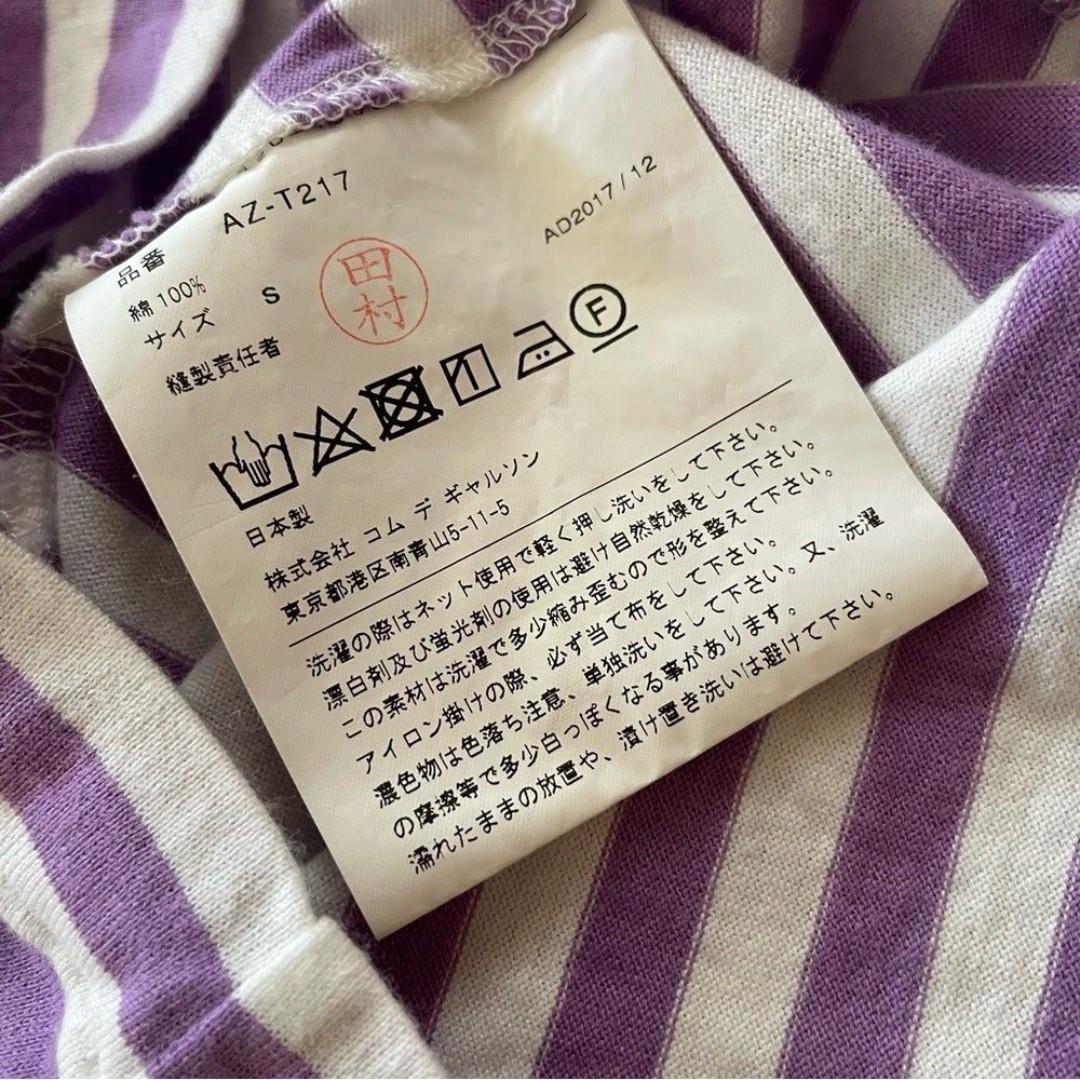 品番 AZ-T217
綿100%
サイズ S
縫製責任者 田村
AD2017/12
F
日本製
株式会社 コム デ ギャルソン
東京都港区南青山5-11-5
洗濯の際はネット使用で軽く押し洗いをして下さい。
漂白剤及び蛍光剤の使用は避け自然乾燥をして下さい。
この素材は洗濯で多少縮み歪むので形を整えて下さい。
アイロン掛けの際、必ず当て布をして下さい。
濃色物は色落ち注意、単独洗いをして下さい。又、洗濯
の摩擦等で多少白っぽくなる事があります。
濡れたままの放置や、漬け置き洗いは避けて下さい。